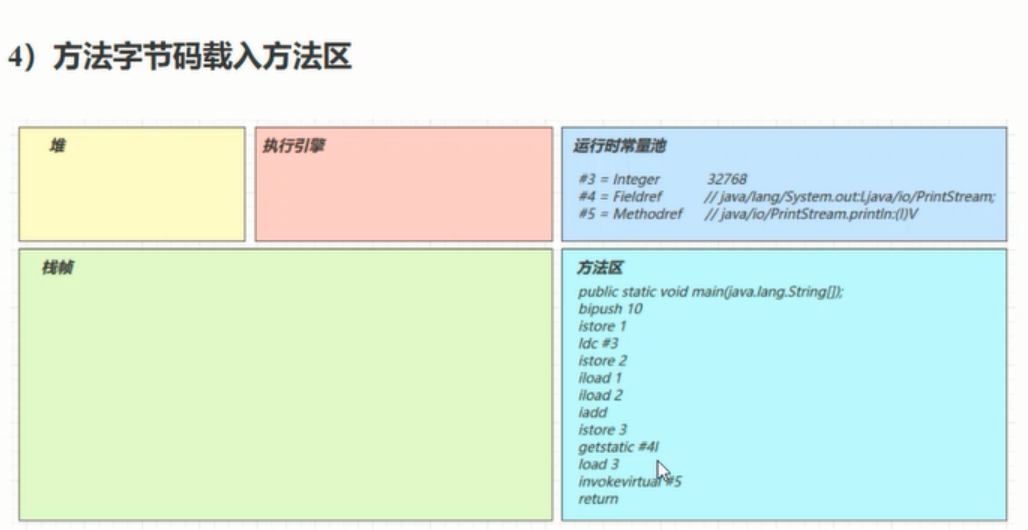 4）方法字节码载入方法区
堆
执行引擎
运行时常量池
#3 = Integer 32768
#4 = Fieldref // java/lang/System.out:Ljava/io/PrintStream;
#5 = Methodref // java/io/PrintStream.println:(I)V
栈帧
方法区
public static void main(java.lang.String[]);
bipush 10
istore 1
ldc #3
istore 2
iload 1
iload 2
iadd
istore 3
getstatic #4I
load 3
invokevirtual #5
return